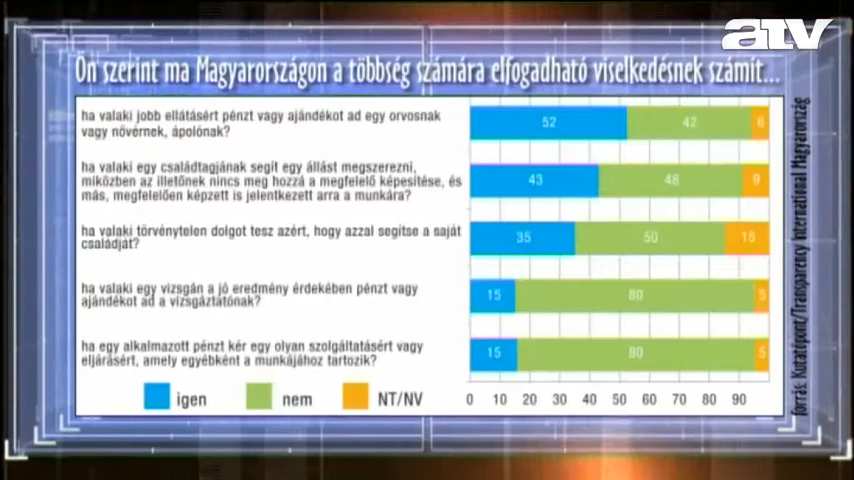 atv
Ön szerint ma Magyarországon a többség számára elfogadható viselkedésnek számít...
ha valaki jobb ellátásért pénzt vagy ajándékot ad egy orvosnak
vagy nővérnek, ápolónak?
52 42 6
ha valaki egy családtagjának segít egy állást megszerezni,
miközben az illetőnek nincs meg hozzá a megfelelő képesítése, és
más, megfelelően képzett is jelentkezett arra a munkára?
43 48 9
ha valaki törvénytelen dolgot tesz azért, hogy azzal segítse a saját
családját?
35 50 15
ha valaki egy vizsgán a jó eredmény érdekében pénzt vagy
ajándékot ad a vizsgáztatónak?
15 80 5
ha egy alkalmazott pénzt kér egy olyan szolgáltatásért vagy
eljárásért, amely egyébként a munkájához tartozik?
15 80 5
igen nem NT/NV
0 10 20 30 40 50 60 70 80 90
forrás: Kutatópont/Transparency International Magyarország